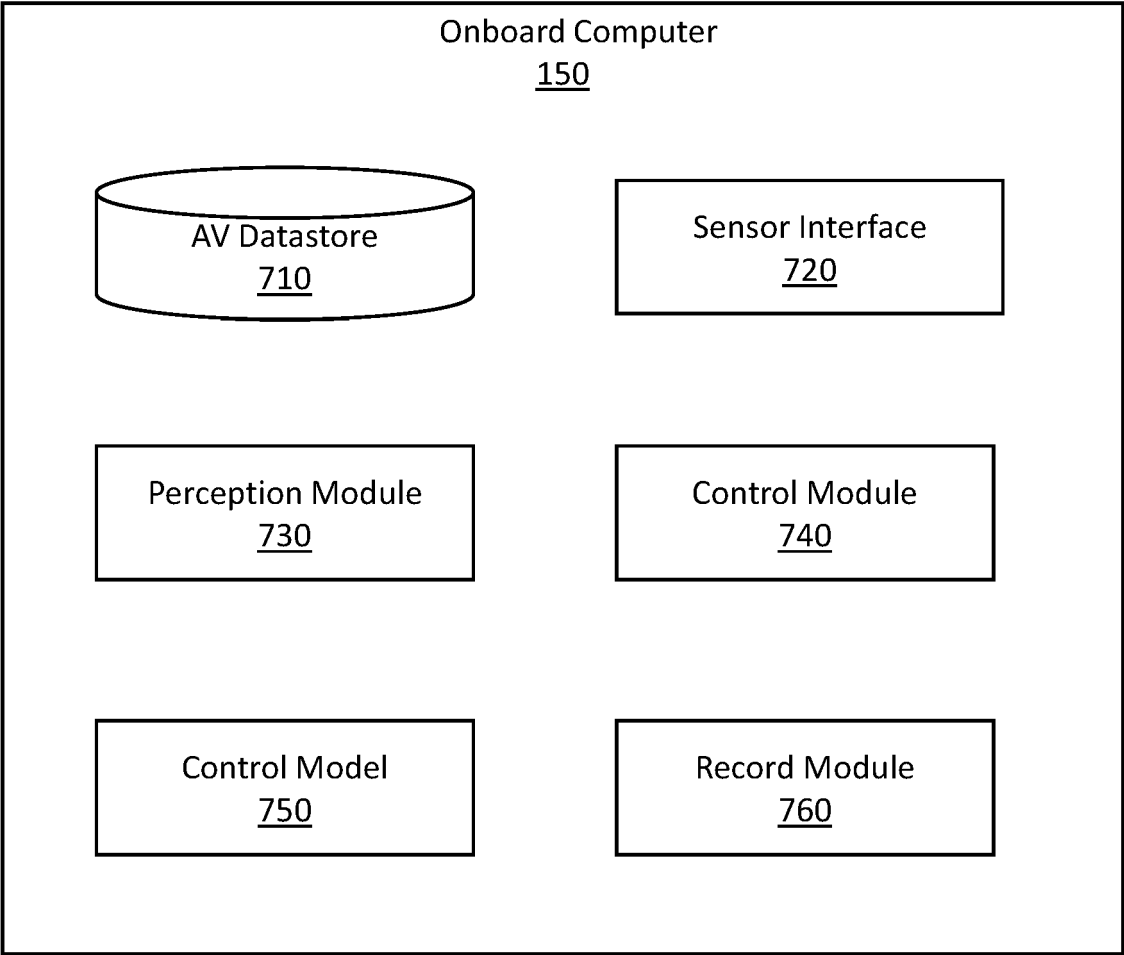 Onboard Computer
150
AV Datastore
710
Sensor Interface
720
Perception Module
730
Control Module
740
Control Model
750
Record Module
760